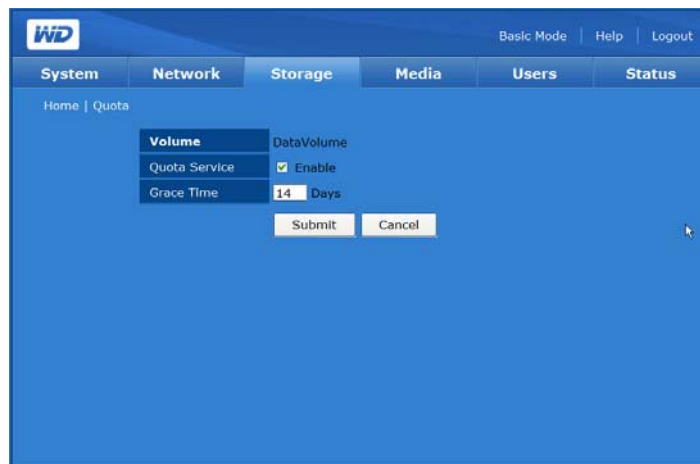 WD
Basic Mode | Help | Logout
System Network Storage Media Users Status
Home | Quota
Volume DataVolume
Quota Service Enable
Grace Time 14 Days
Submit Cancel